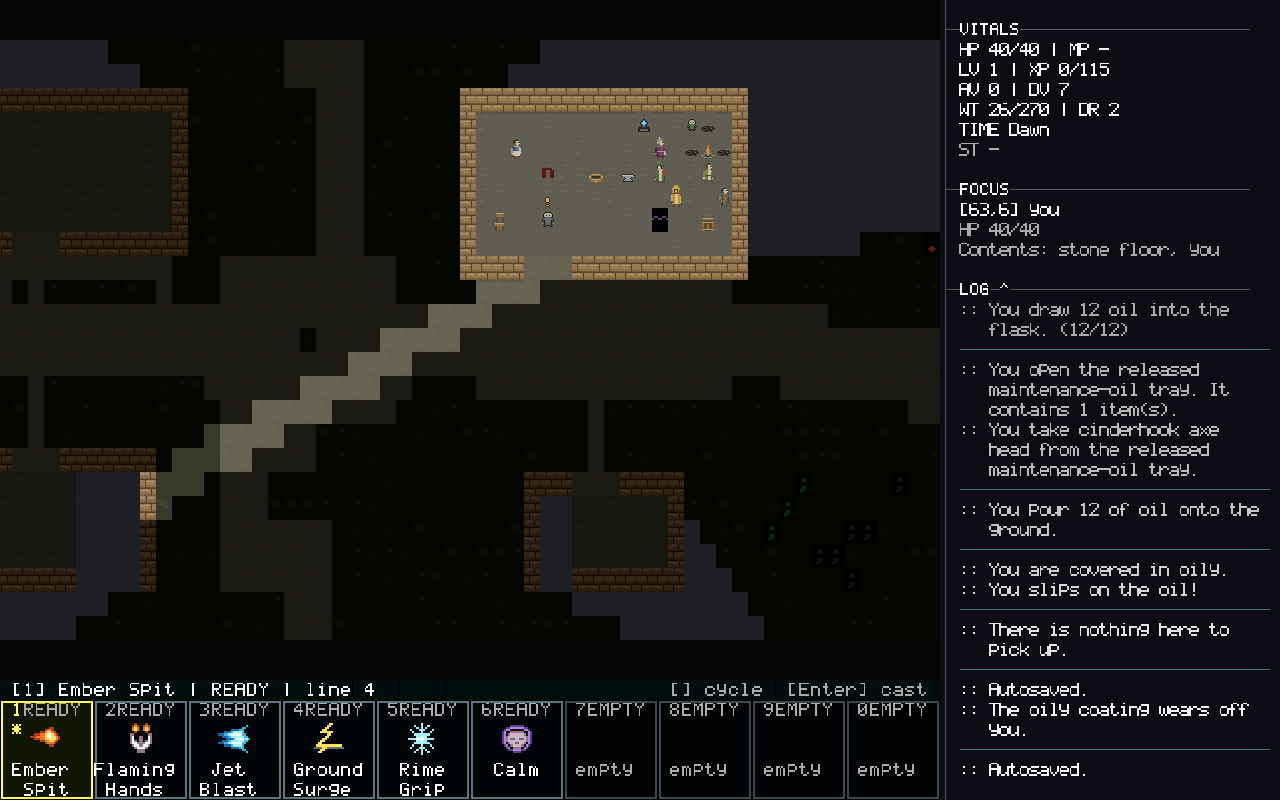 VITALS
HP 40/40 | MP -
LV 1 | XP 0/115
AV 0 | DV 7
WT 26/270 | DR 2
TIME Dawn
ST -
FOCUS
[63,6] You
HP 40/40
Contents: stone floor, you
LOG ^
:: You draw 12 oil into the
flask. (12/12)
:: You open the released
maintenance-oil tray. It
contains 1 item(s).
:: You take cinderhook axe
head from the released
maintenance-oil tray.
:: You pour 12 of oil onto the
ground.
:: You are covered in oily.
:: You slips on the oil!
:: There is nothing here to
pick up.
:: Autosaved.
:: The oily coating wears off
you.
:: Autosaved.
[1] Ember Spit | READY | line 4
[] cycle [Enter] cast
1READY 2READY 3READY 4READY 5READY 6READY 7EMPTY 8EMPTY 9EMPTY 0EMPTY
*
Ember Flaming Jet Ground Rime Calm empty empty empty empty
Spit Hands Blast Surge Grip